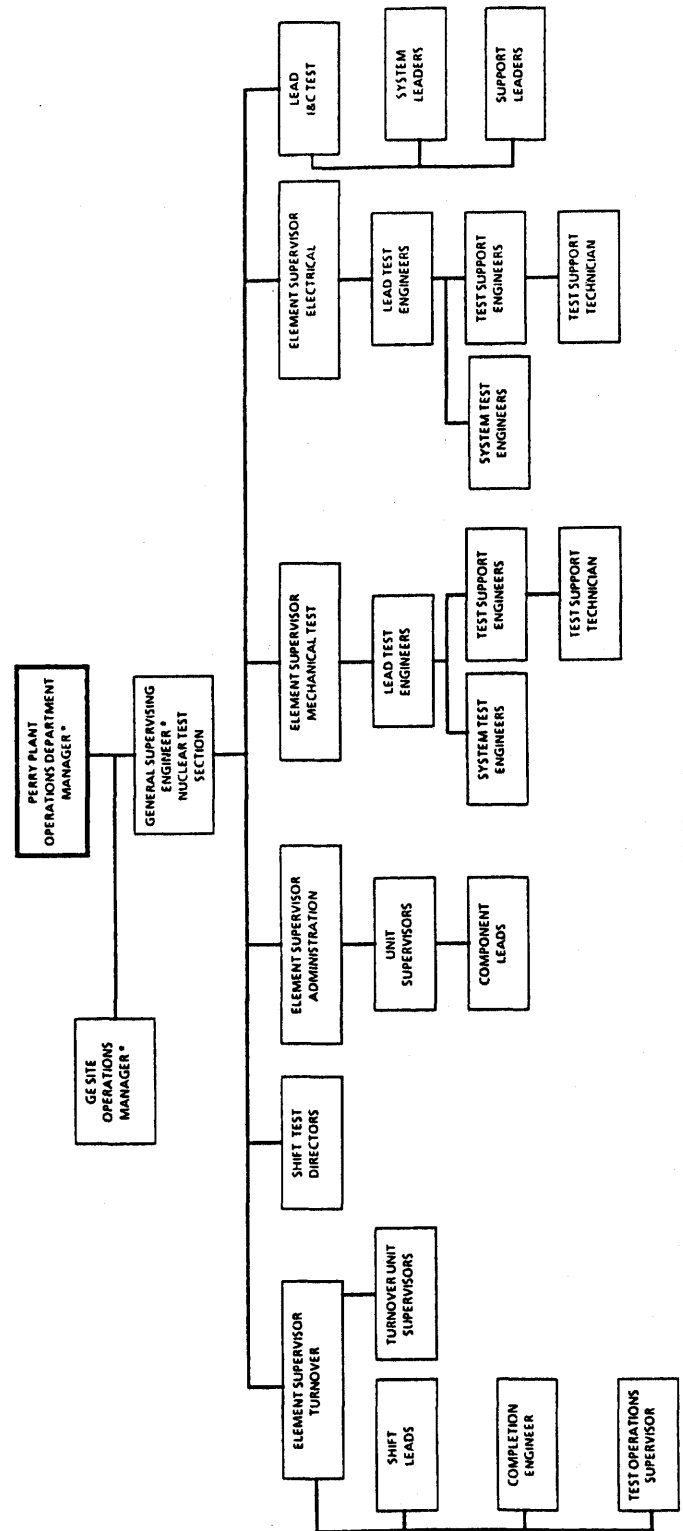 PERRY PLANT
OPERATIONS DEPARTMENT
MANAGER*
GE SITE
OPERATIONS
MANAGER*
GENERAL SUPERVISING
ENGINEER*
NUCLEAR TEST
SECTION
ELEMENT SUPERVISOR
TURNOVER
SHIFT TEST
DIRECTORS
ELEMENT SUPERVISOR
ADMINISTRATION
ELEMENT SUPERVISOR
MECHANICAL TEST
ELEMENT SUPERVISOR
ELECTRICAL
LEAD
I&C TEST
SHIFT
LEADS
TURNOVER UNIT
SUPERVISORS
UNIT
SUPERVISORS
LEAD TEST
ENGINEERS
LEAD TEST
ENGINEERS
SYSTEM
LEADERS
COMPLETION
ENGINEER
COMPONENT
LEADS
SYSTEM TEST
ENGINEERS
TEST SUPPORT
ENGINEERS
SYSTEM TEST
ENGINEERS
TEST SUPPORT
ENGINEERS
SUPPORT
LEADERS
TEST OPERATIONS
SUPERVISOR
TEST SUPPORT
TECHNICIAN
TEST SUPPORT
TECHNICIAN